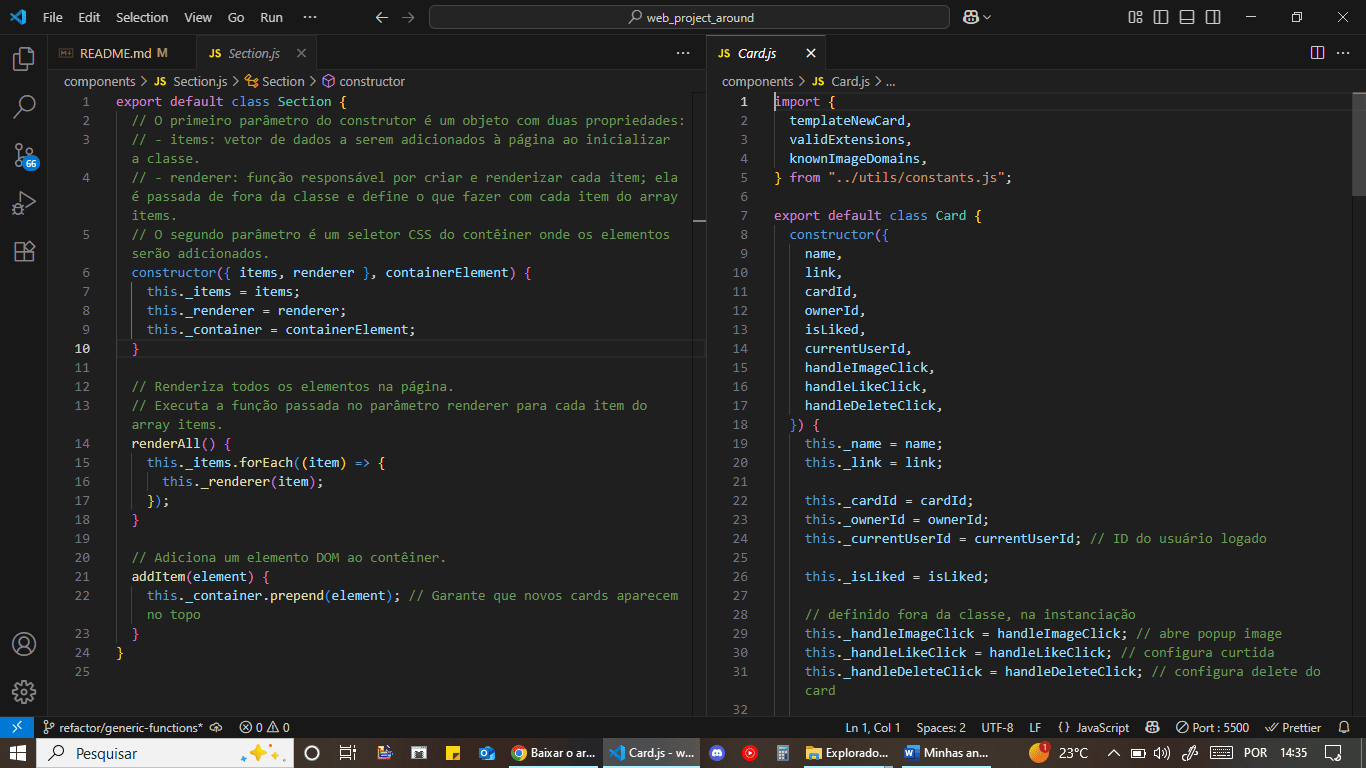 File Edit Selection View Go Run ··· web_project_around
README.md M JS Section.js
components > JS Section.js > Section > constructor
1 export default class Section {
2 // O primeiro parâmetro do construtor é um objeto com duas propriedades:
3 // - items: vetor de dados a serem adicionados à página ao inicializar
a classe.
4 // - renderer: função responsável por criar e renderizar cada item; ela
é passada de fora da classe e define o que fazer com cada item do array
items.
5 // O segundo parâmetro é um seletor CSS do contêiner onde os elementos
serão adicionados.
6 constructor({ items, renderer }, containerElement) {
7 this._items = items;
8 this._renderer = renderer;
9 this._container = containerElement;
10 }
11
12 // Renderiza todos os elementos na página.
13 // Executa a função passada no parâmetro renderer para cada item do
array items.
14 renderAll() {
15 this._items.forEach((item) => {
16 this._renderer(item);
17 });
18 }
19
20 // Adiciona um elemento DOM ao contêiner.
21 addItem(element) {
22 this._container.prepend(element); // Garante que novos cards aparecem
no topo
23 }
24 }
25
JS Card.js
components > JS Card.js > ...
1 import {
2 templateNewCard,
3 validExtensions,
4 knownImageDomains,
5 } from "../utils/constants.js";
6
7 export default class Card {
8 constructor({
9 name,
10 link,
11 cardId,
12 ownerId,
13 isLiked,
14 currentUserId,
15 handleImageClick,
16 handleLikeClick,
17 handleDeleteClick,
18 }) {
19 this._name = name;
20 this._link = link;
21
22 this._cardId = cardId;
23 this._ownerId = ownerId;
24 this._currentUserId = currentUserId; // ID do usuário logado
25
26 this._isLiked = isLiked;
27
28 // definido fora da classe, na instanciação
29 this._handleImageClick = handleImageClick; // abre popup image
30 this._handleLikeClick = handleLikeClick; // configura curtida
31 this._handleDeleteClick = handleDeleteClick; // configura delete do
card
32
66
refactor/generic-functions* 0 0 Ln 1, Col 1 Spaces: 2 UTF-8 LF {} JavaScript Port : 5500 Prettier
Pesquisar Baixar o ar... Card.js - w... Explorado... Minhas an... 1 23°C POR 14:35